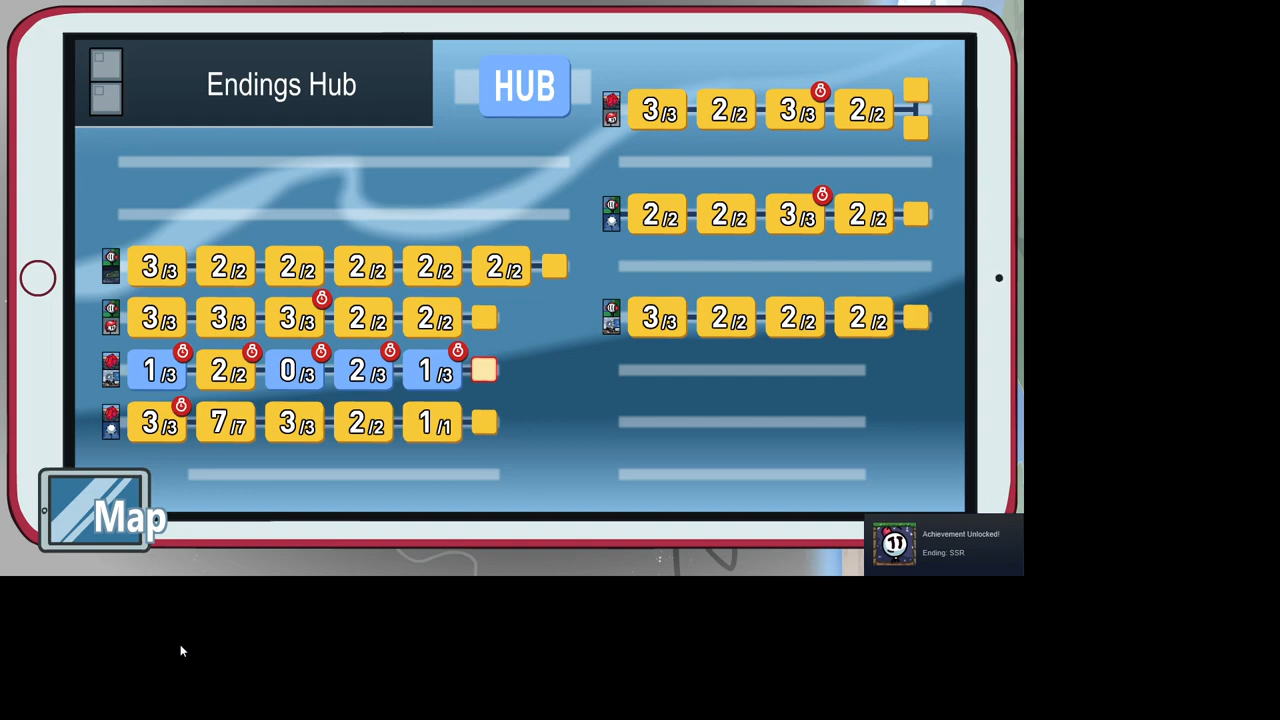 Endings Hub
HUB
3/3 2/2 3/3 2/2
2/2 2/2 3/3 2/2
3/3 2/2 2/2 2/2 2/2 2/2
3/3 3/3 3/3 2/2 2/2
3/3 2/2 2/2 2/2
1/3 2/2 0/3 2/3 1/3
3/3 7/7 3/3 2/2 1/1
Map
Achievement Unlocked!
Ending: SSR